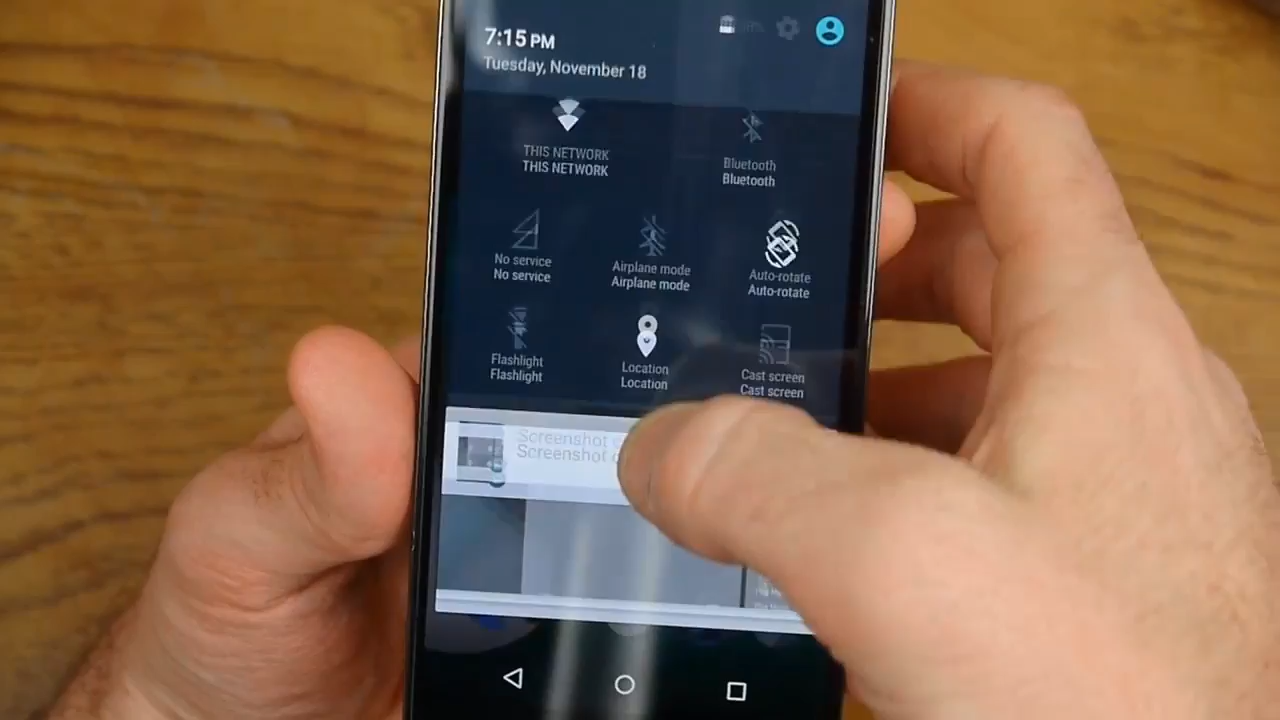 7:15 PM
Tuesday, November 18
THIS NETWORK
THIS NETWORK
Bluetooth
Bluetooth
No service
No service
Airplane mode
Airplane mode
Auto-rotate
Auto-rotate
Flashlight
Flashlight
Location
Location
Cast screen
Cast screen
Screenshot
Screenshot